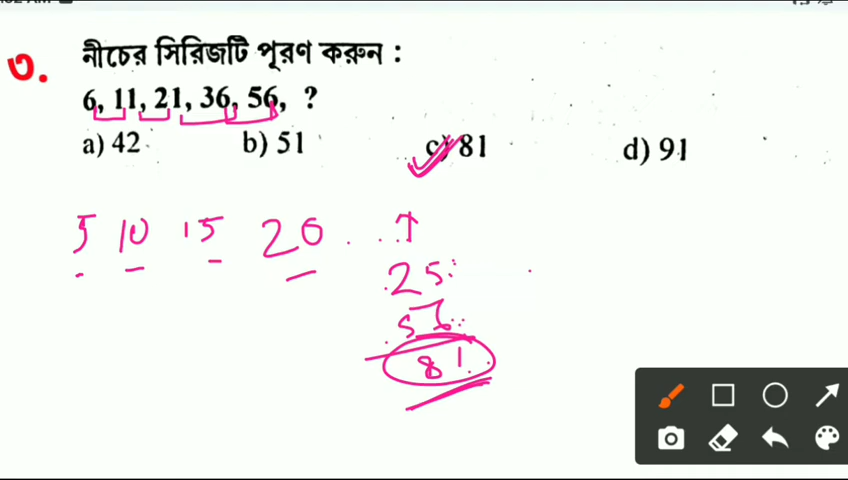 ৩.
নীচের সিরিজটি পূরণ করুন :
6, 11, 21, 36, 56, ?
a) 42 b) 51 c) 81 d) 91
5 10 15 20 ...
25
56
81